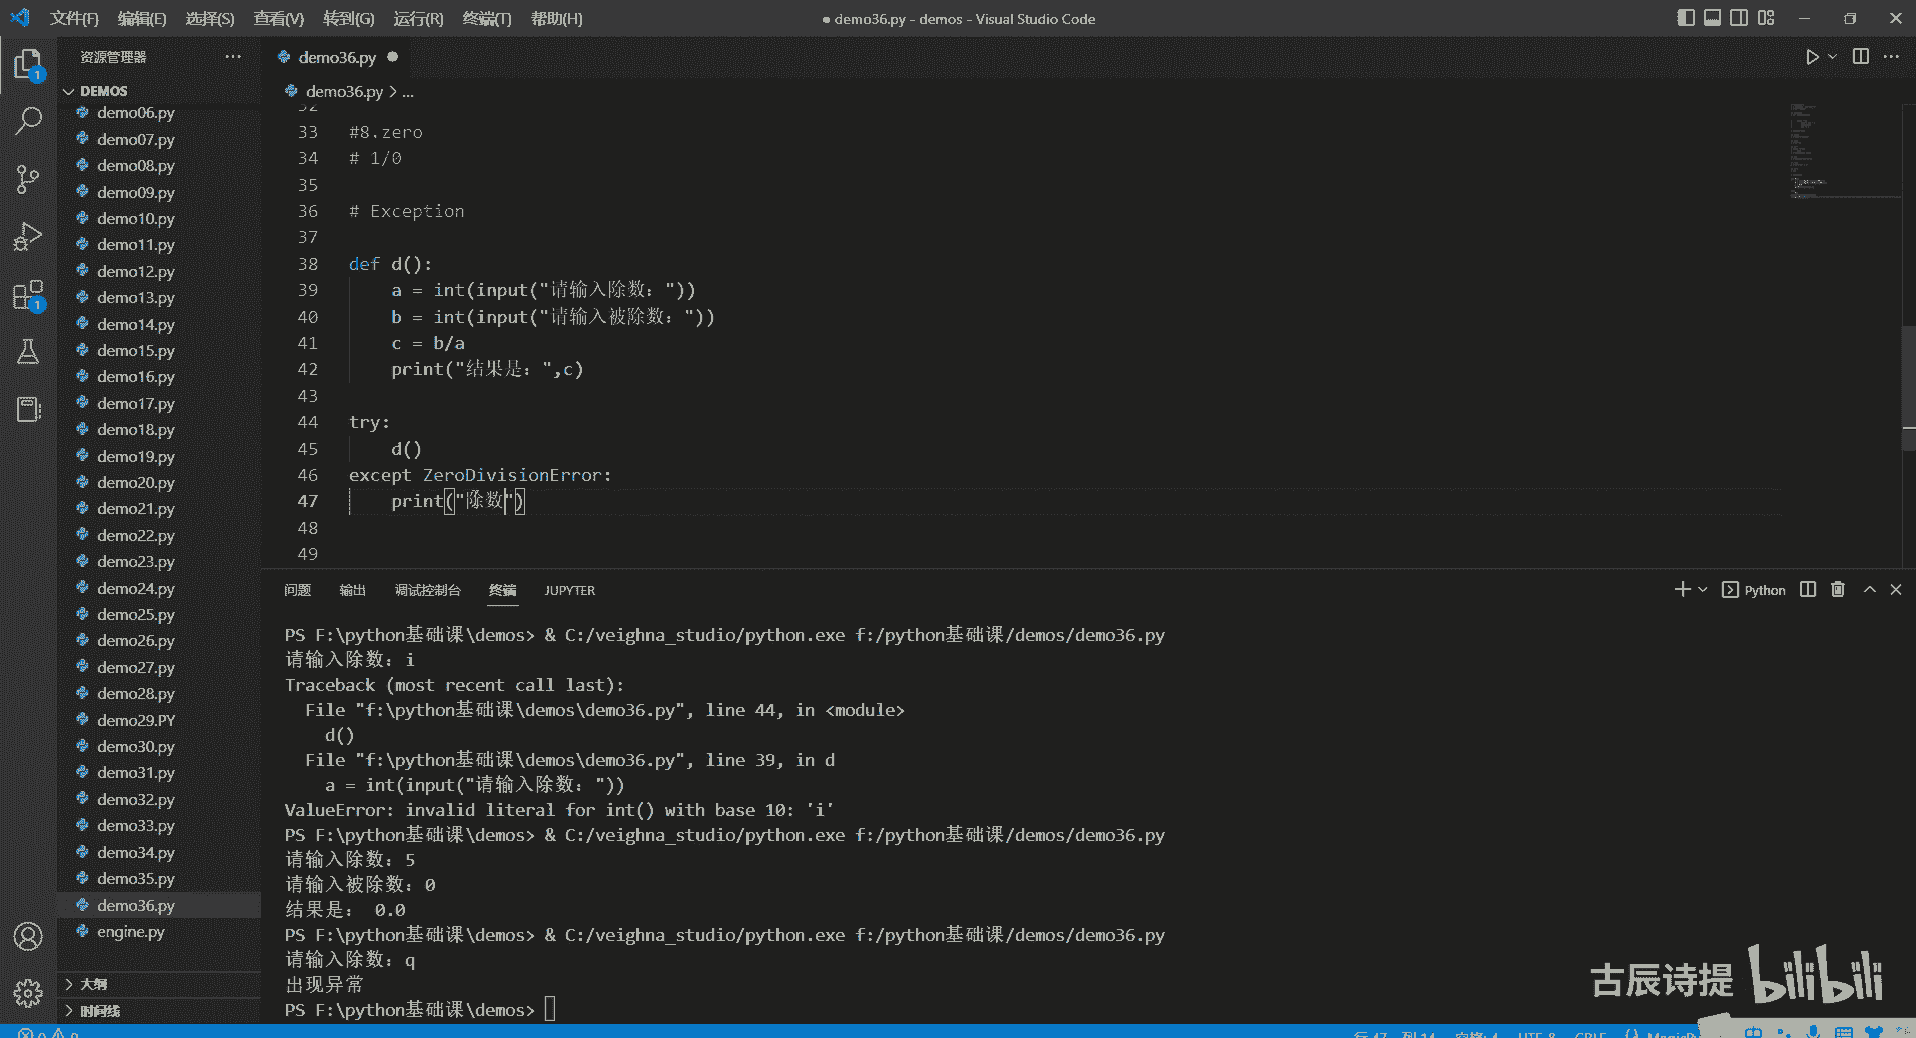 文件(F) 编辑(E) 选择(S) 查看(V) 转到(G) 运行(R) 终端(T) 帮助(H)
● demo36.py - demos - Visual Studio Code
资源管理器
demo36.py
DEMOS
demo36.py > ...
demo06.py
demo07.py
demo08.py
demo09.py
demo10.py
demo11.py
demo12.py
demo13.py
demo14.py
demo15.py
demo16.py
demo17.py
demo18.py
demo19.py
demo20.py
demo21.py
demo22.py
demo23.py
demo24.py
demo25.py
demo26.py
demo27.py
demo28.py
demo29.PY
demo30.py
demo31.py
demo32.py
demo33.py
demo34.py
demo35.py
demo36.py
engine.py
大纲
时间线
32
33 #8.zero
34 # 1/0
35
36 # Exception
37
38 def d():
39     a = int(input("请输入除数: "))
40     b = int(input("请输入被除数: "))
41     c = b/a
42     print("结果是: ",c)
43
44 try:
45     d()
46 except ZeroDivisionError:
47     print("除数")
48
49
问题 输出 调试控制台 终端 JUPYTER
Python
PS F:\python基础课\demos> & C:/veighna_studio/python.exe f:/python基础课/demos/demo36.py
请输入除数: i
Traceback (most recent call last):
  File "f:\python基础课\demos\demo36.py", line 44, in <module>
    d()
  File "f:\python基础课\demos\demo36.py", line 39, in d
    a = int(input("请输入除数: "))
ValueError: invalid literal for int() with base 10: 'i'
PS F:\python基础课\demos> & C:/veighna_studio/python.exe f:/python基础课/demos/demo36.py
请输入除数: 5
请输入被除数: 0
结果是:  0.0
PS F:\python基础课\demos> & C:/veighna_studio/python.exe f:/python基础课/demos/demo36.py
请输入除数: q
出现异常
PS F:\python基础课\demos>
古辰诗提 bilibili